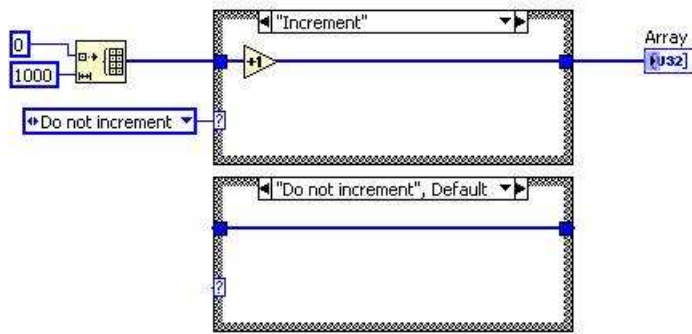 "Increment"
0
1000
+1
Array
U32]
Do not increment
?
"Do not increment", Default
?